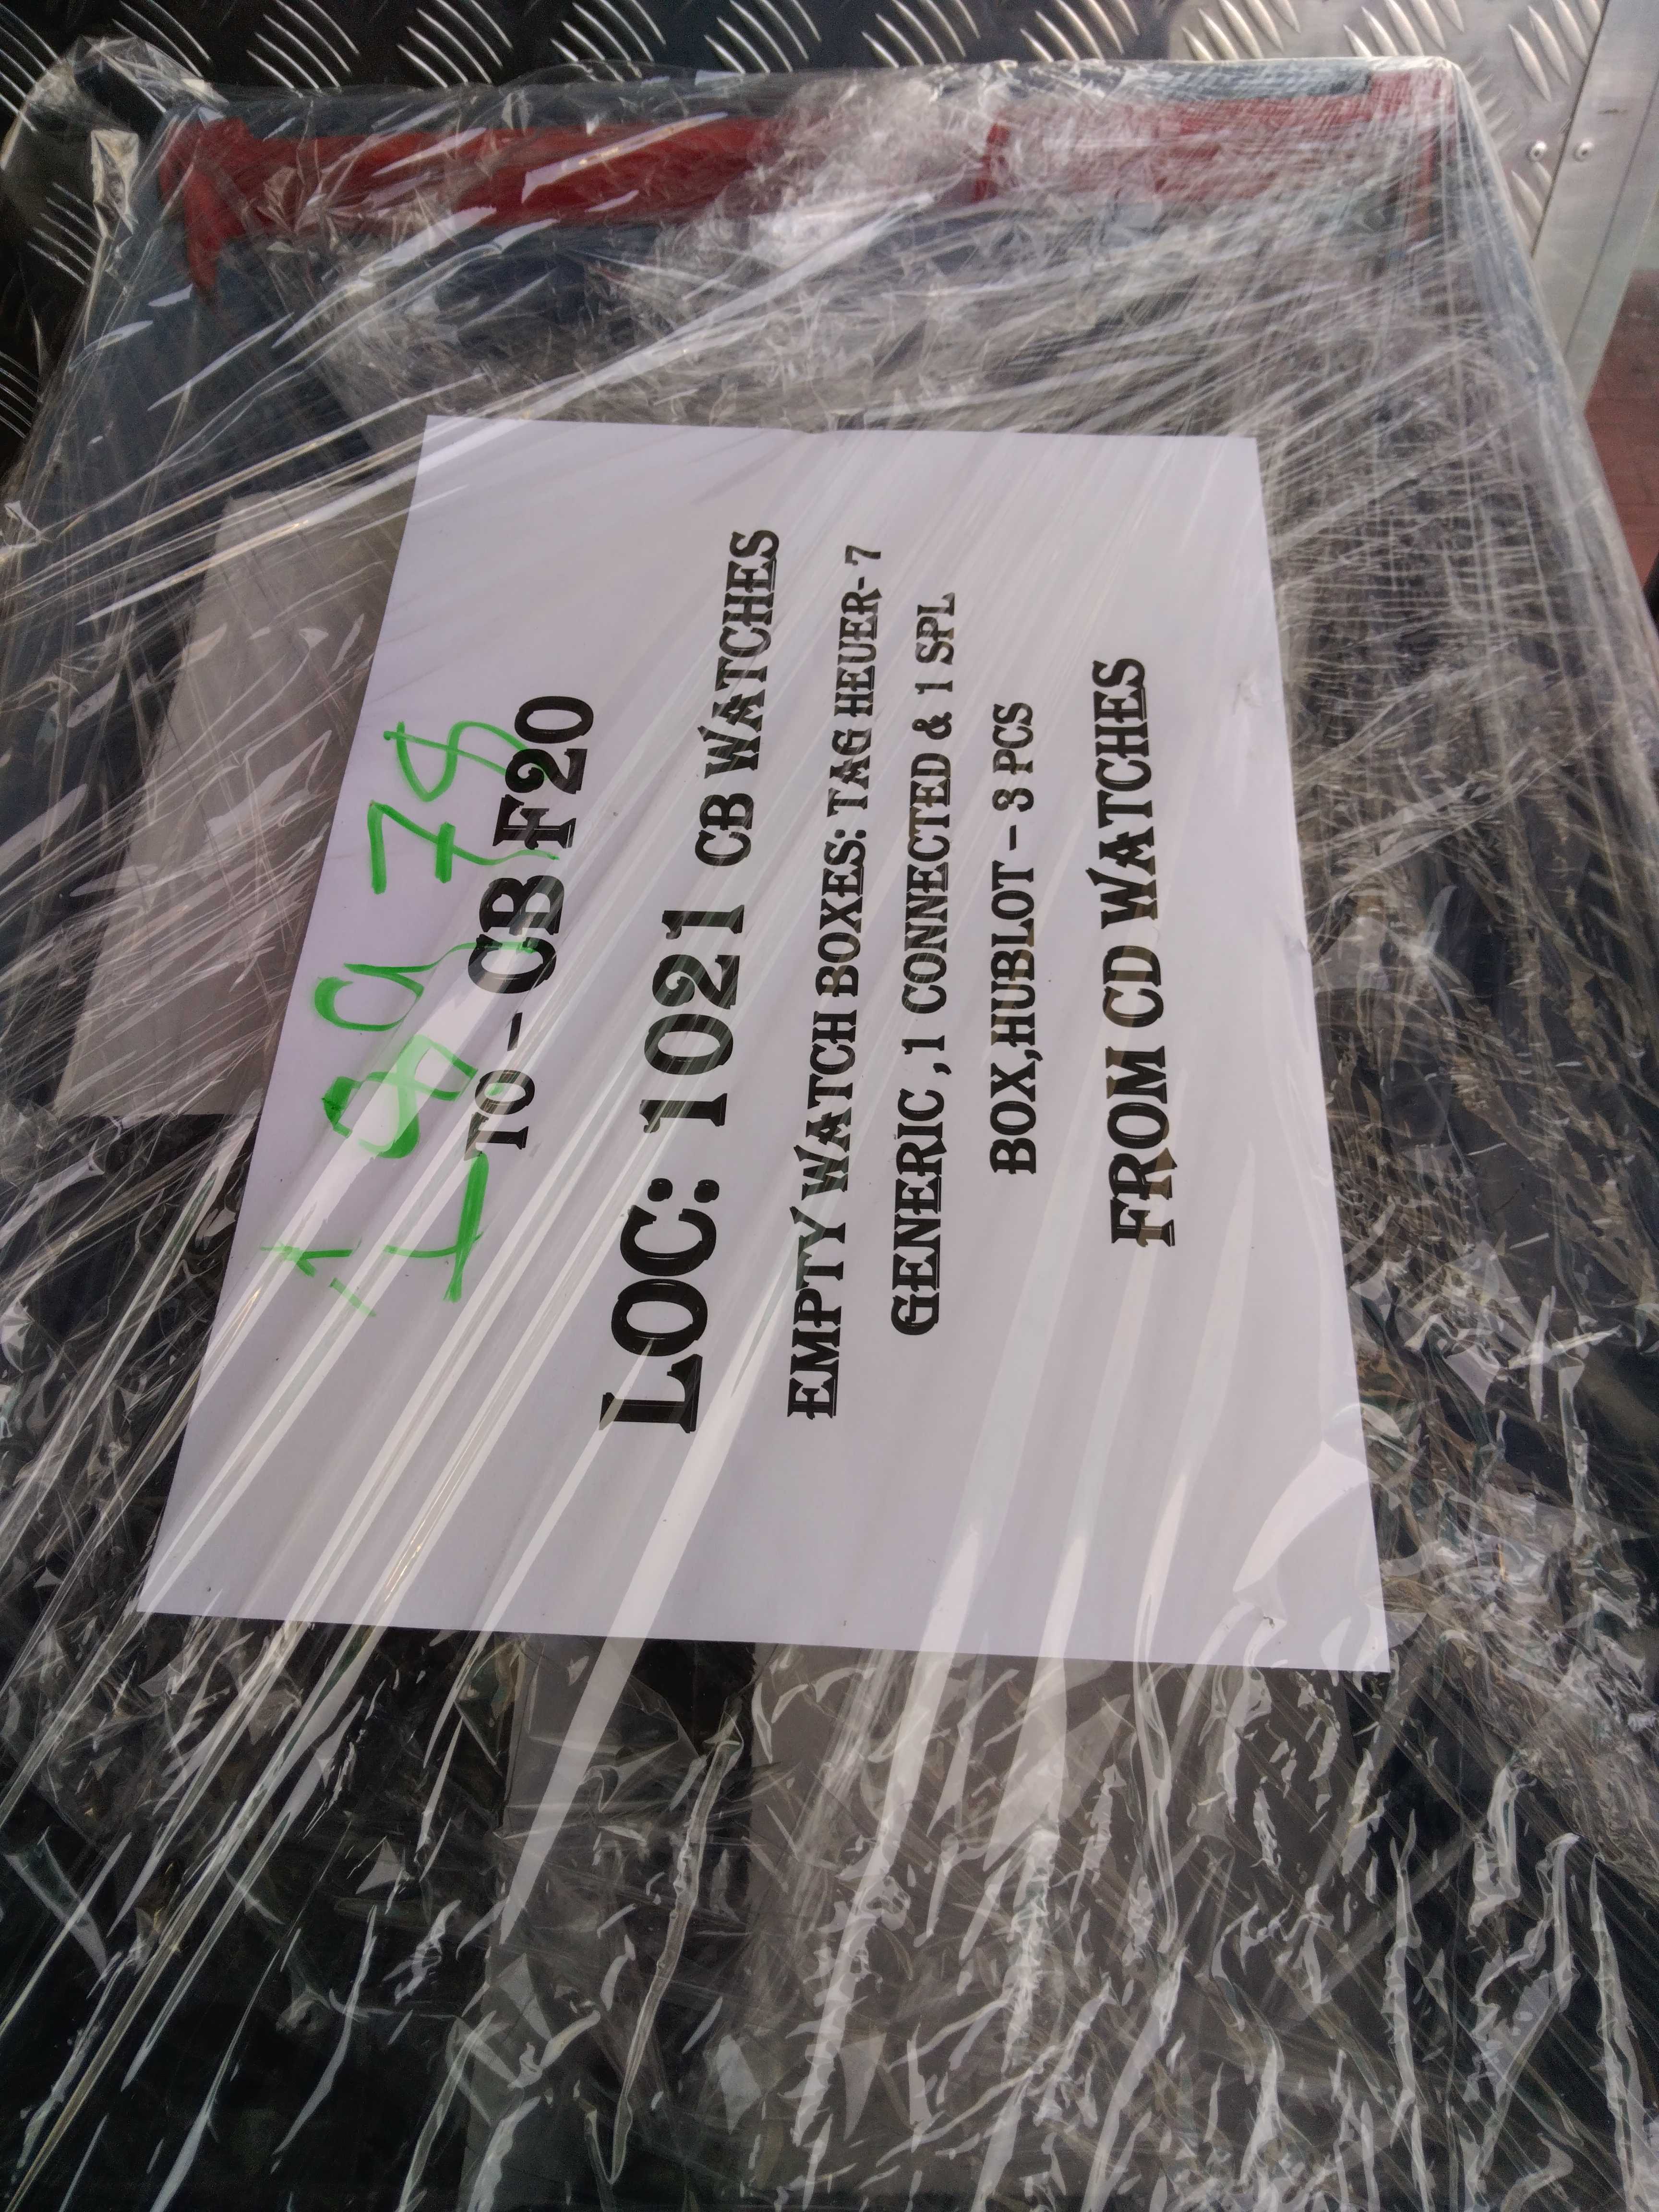 TO - CB F20
LOC: 1021 CB WATCHES
EMPTY WATCH BOXES: TAG HEUER- 7
GENERIC ,1 CONNECTED & 1 SPL
BOX,HUBLOT – 3 PCS
FROM CD WATCHES